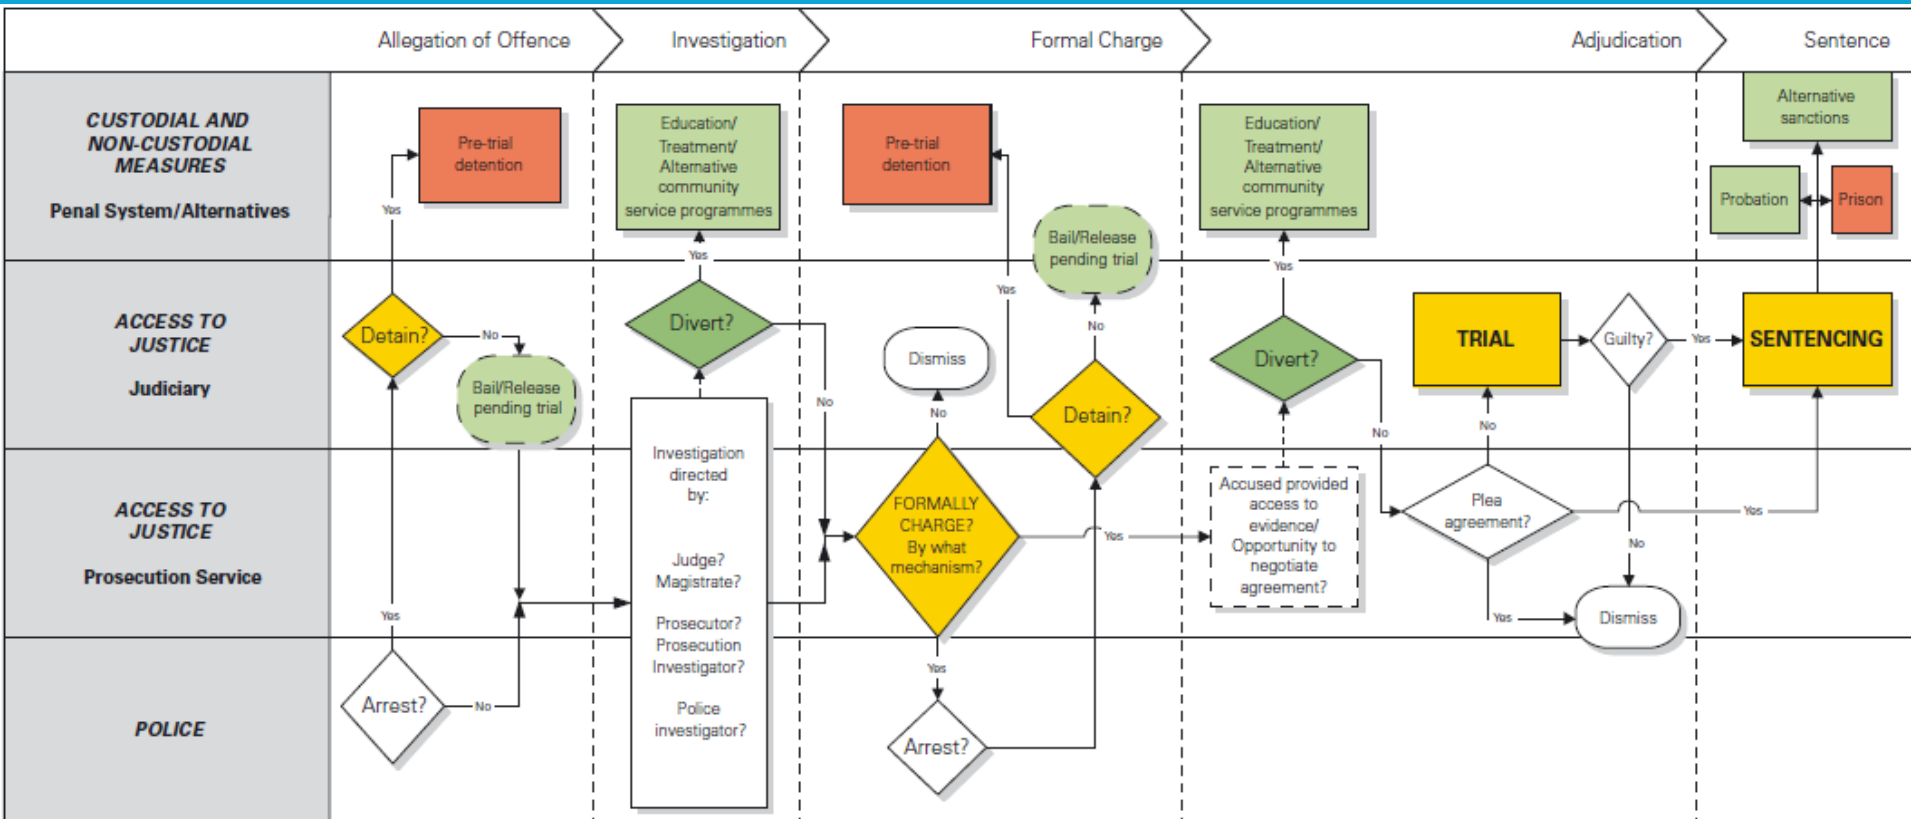 Allegation of Offence
Investigation
Formal Charge
Adjudication
Sentence
CUSTODIAL AND
NON-CUSTODIAL
MEASURES
Penal System/Alternatives
Pre-trial
detention
Yes
Education/
Treatment/
Alternative
community
service programmes
Yes
Pre-trial
detention
Yes
Bail/Release
pending trial
No
Education/
Treatment/
Alternative
community
service programmes
Yes
Alternative
sanctions
Probation
Prison
ACCESS TO
JUSTICE
Judiciary
Detain?
No
Bail/Release
pending trial
Divert?
No
Dismiss
No
Detain?
Divert?
No
TRIAL
No
Guilty?
Yes
SENTENCING
ACCESS TO
JUSTICE
Prosecution Service
Yes
Investigation
directed
by:
Judge?
Magistrate?
Prosecutor?
Prosecution
Investigator?
Police
investigator?
FORMALLY
CHARGE?
By what
mechanism?
Yes
Accused provided
access to
evidence/
Opportunity to
negotiate
agreement?
Plea
agreement?
Yes
No
Yes
Dismiss
POLICE
Arrest?
No
Yes
Arrest?